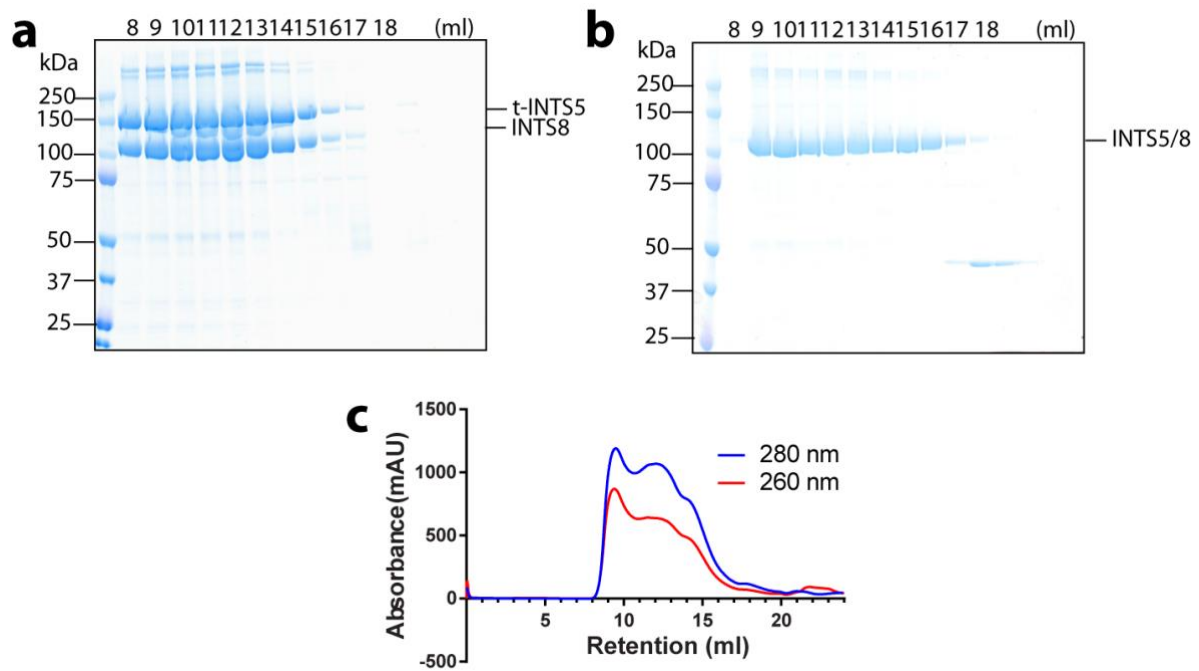 a
8 9 10 11 12 13 14 15 16 17 18 (ml)
kDa
250
150
100
75
50
37
25
t-INTS5
INTS8
b
8 9 10 11 12 13 14 15 16 17 18 (ml)
kDa
250
150
100
75
50
37
25
INTS5/8
c
1500
1000
500
0
-500
Absorbance(mAU)
280 nm
260 nm
5 10 15 20
Retention (ml)